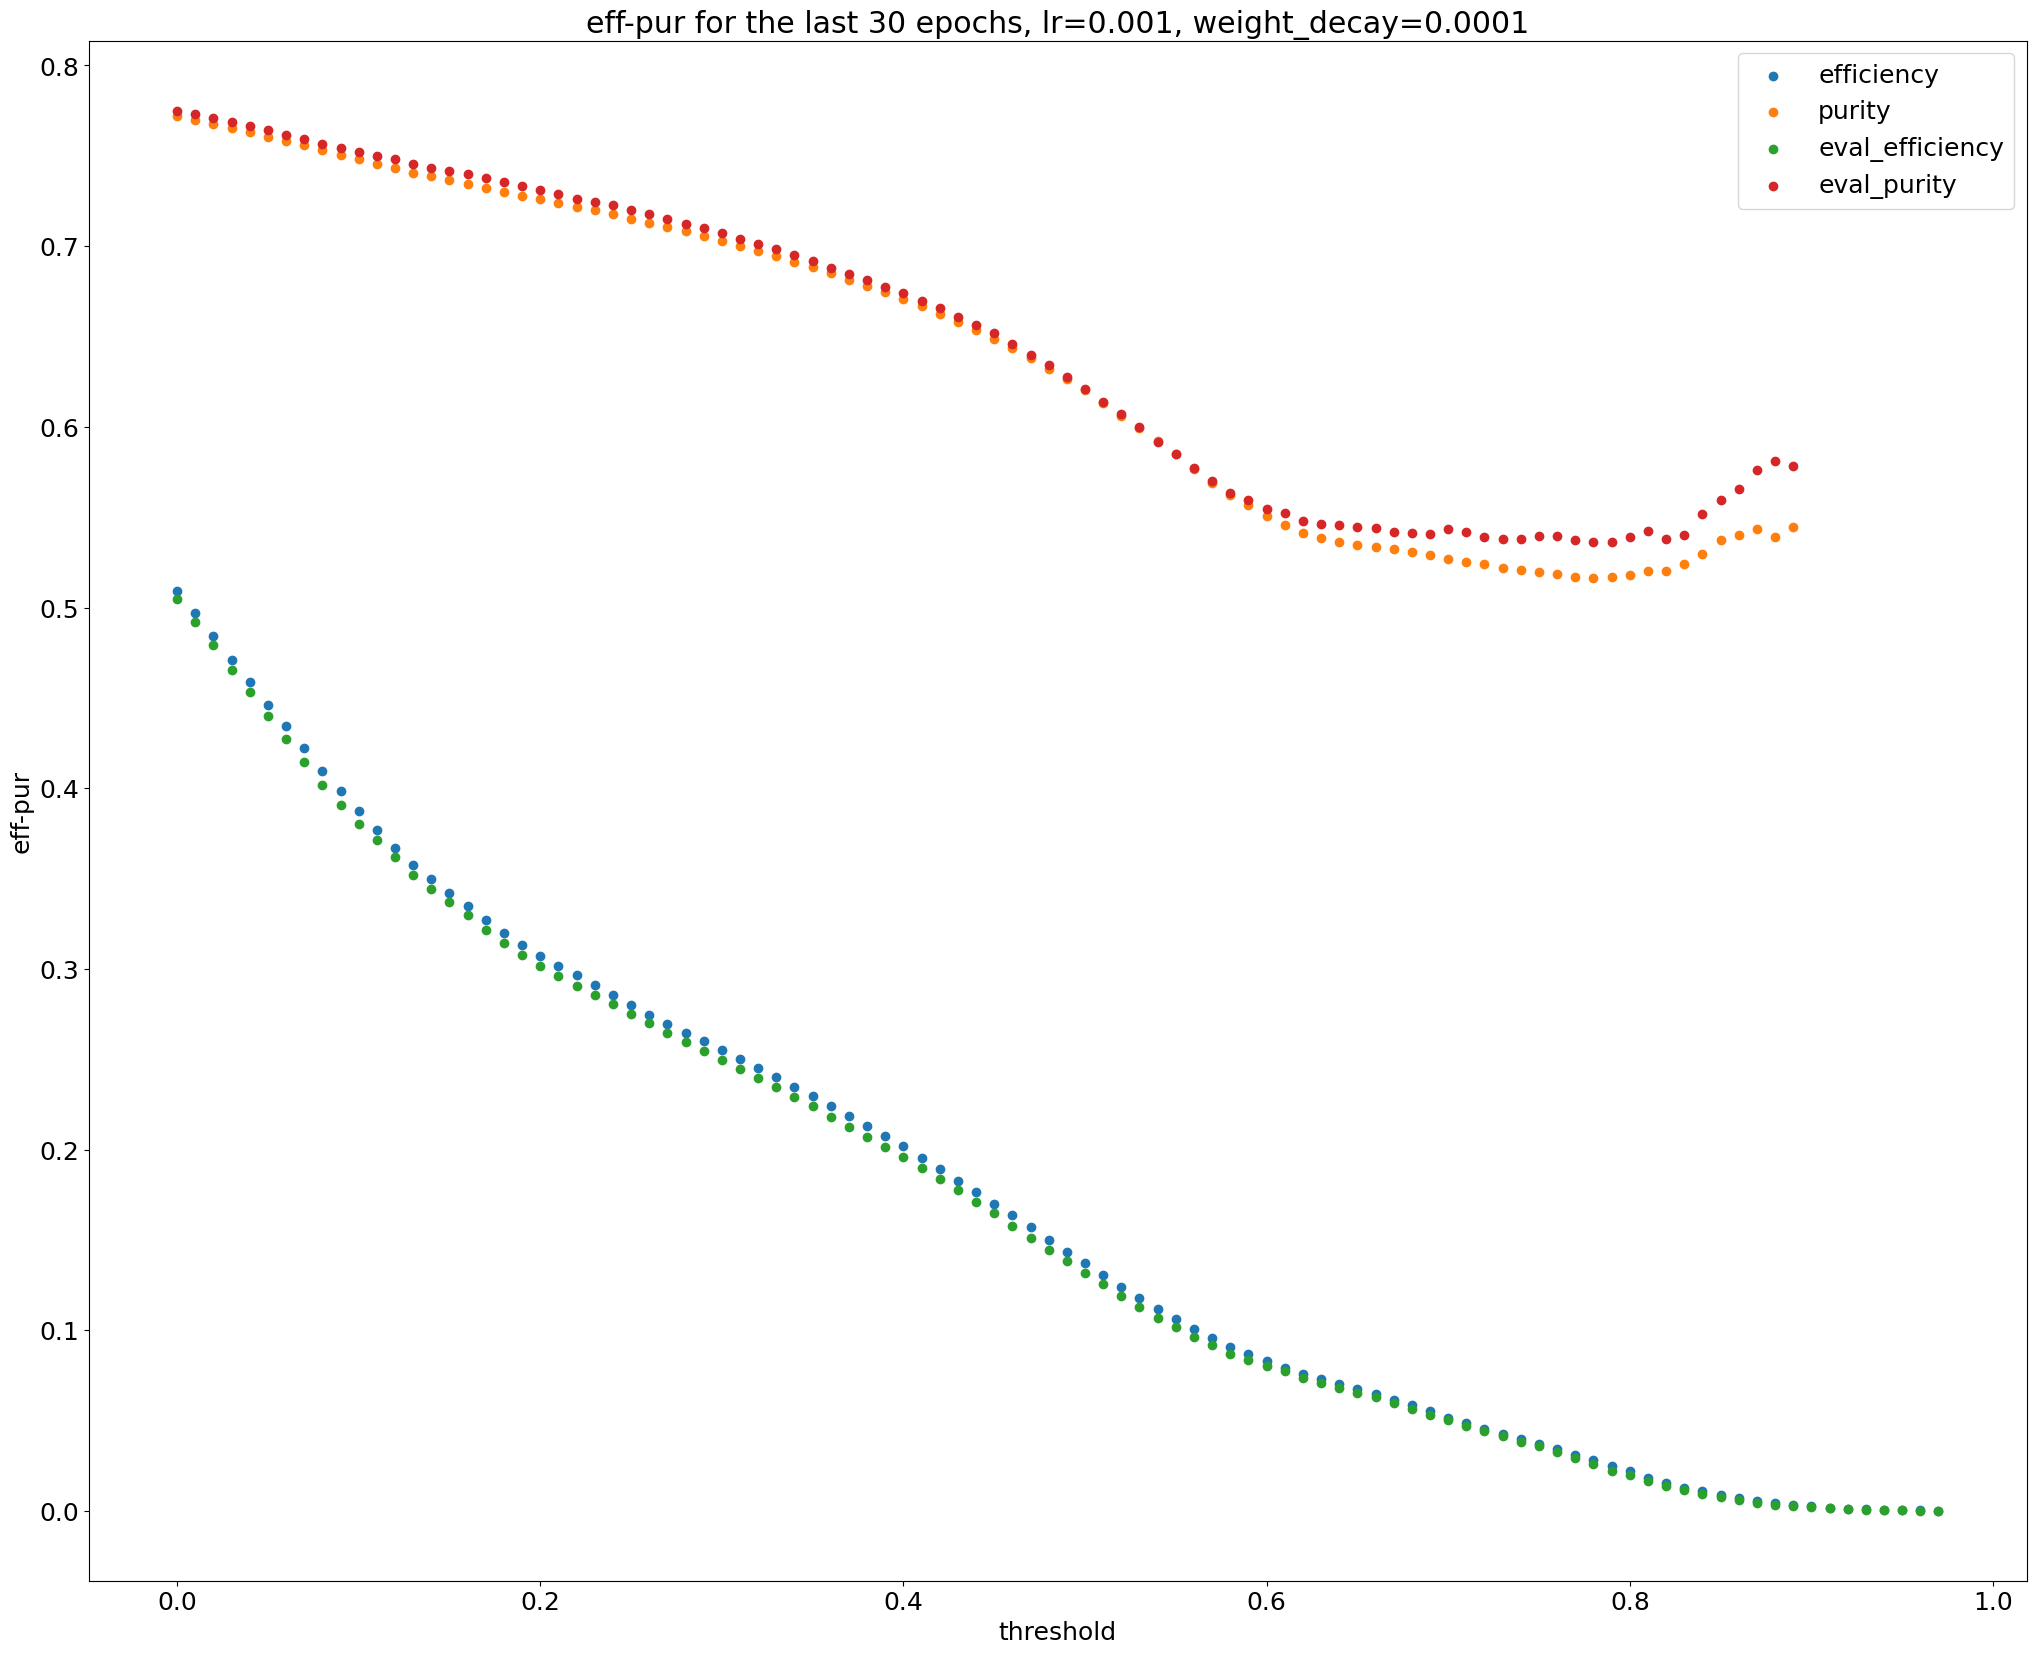 eff-pur for the last 30 epochs, lr=0.001, weight_decay=0.0001
efficiency
purity
eval_efficiency
eval_purity
0.8
0.7
0.6
0.5
0.4
0.3
0.2
0.1
0.0
eff-pur
0.0 0.2 0.4 0.6 0.8 1.0
threshold